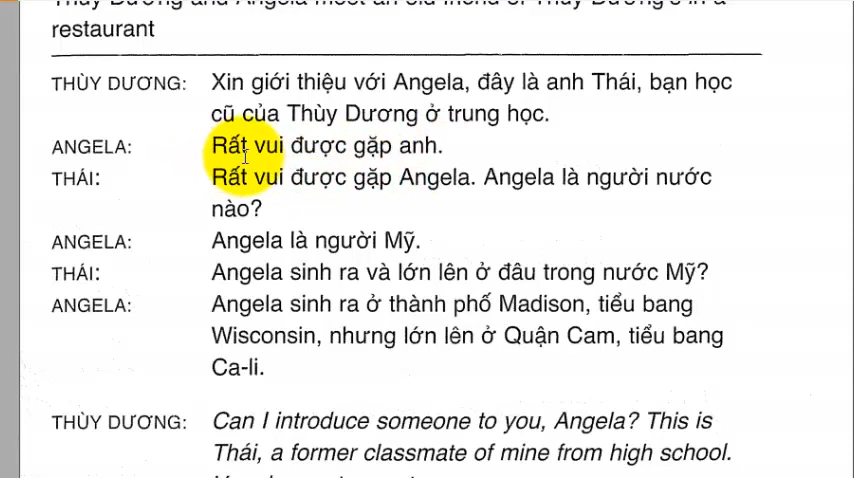 restaurant
THÙY DƯƠNG: Xin giới thiệu với Angela, đây là anh Thái, bạn học
cũ của Thùy Dương ở trung học.
ANGELA: Rất vui được gặp anh.
THÁI: Rất vui được gặp Angela. Angela là người nước
nào?
ANGELA: Angela là người Mỹ.
THÁI: Angela sinh ra và lớn lên ở đâu trong nước Mỹ?
ANGELA: Angela sinh ra ở thành phố Madison, tiểu bang
Wisconsin, nhưng lớn lên ở Quận Cam, tiểu bang
Ca-li.
THÙY DƯƠNG: Can I introduce someone to you, Angela? This is
Thái, a former classmate of mine from high school.